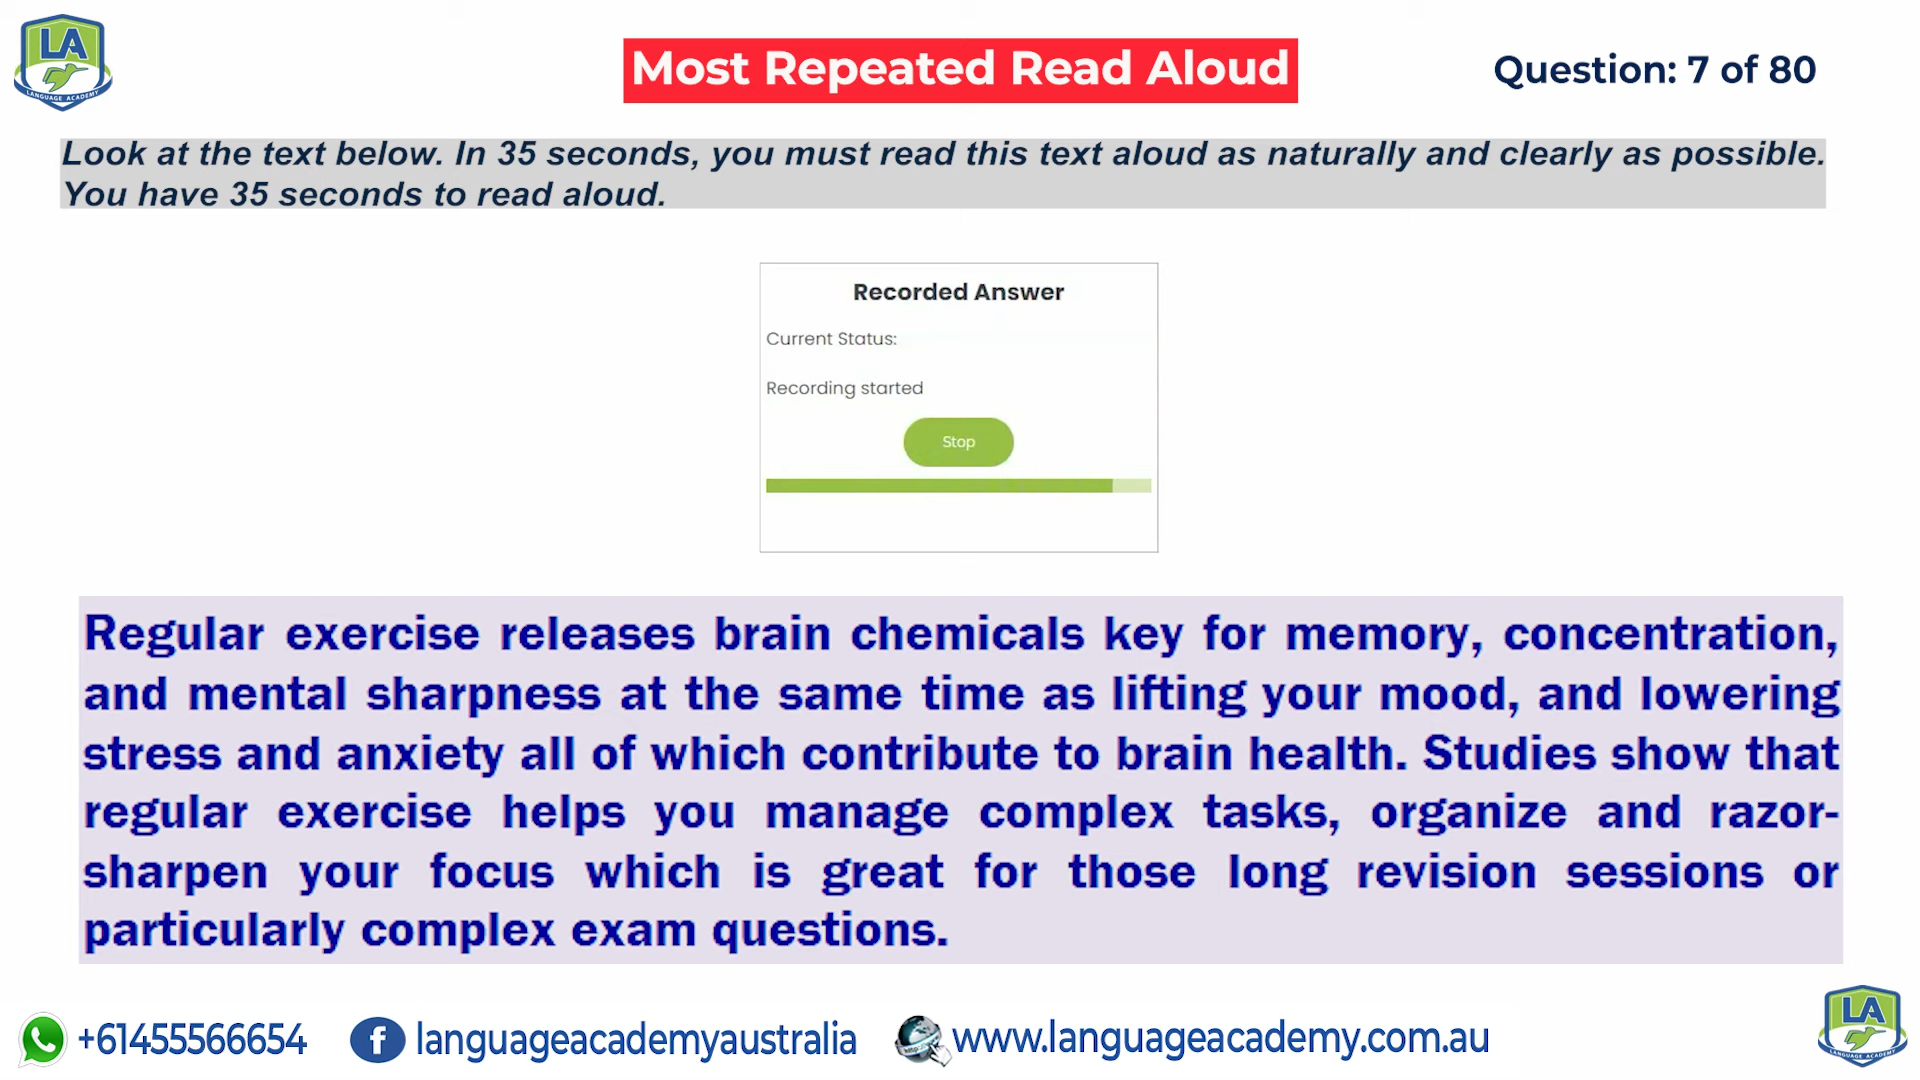 LA
LANGUAGE ACADEMY
Most Repeated Read Aloud
Question: 7 of 80
Look at the text below. In 35 seconds, you must read this text aloud as naturally and clearly as possible.
You have 35 seconds to read aloud.
Recorded Answer
Current Status:
Recording started
Stop
Regular exercise releases brain chemicals key for memory, concentration,
and mental sharpness at the same time as lifting your mood, and lowering
stress and anxiety all of which contribute to brain health. Studies show that
regular exercise helps you manage complex tasks, organize and razor-
sharpen your focus which is great for those long revision sessions or
particularly complex exam questions.
+61455566654
languageacademyaustralia
www.languageacademy.com.au
LA
LANGUAGE ACADEMY